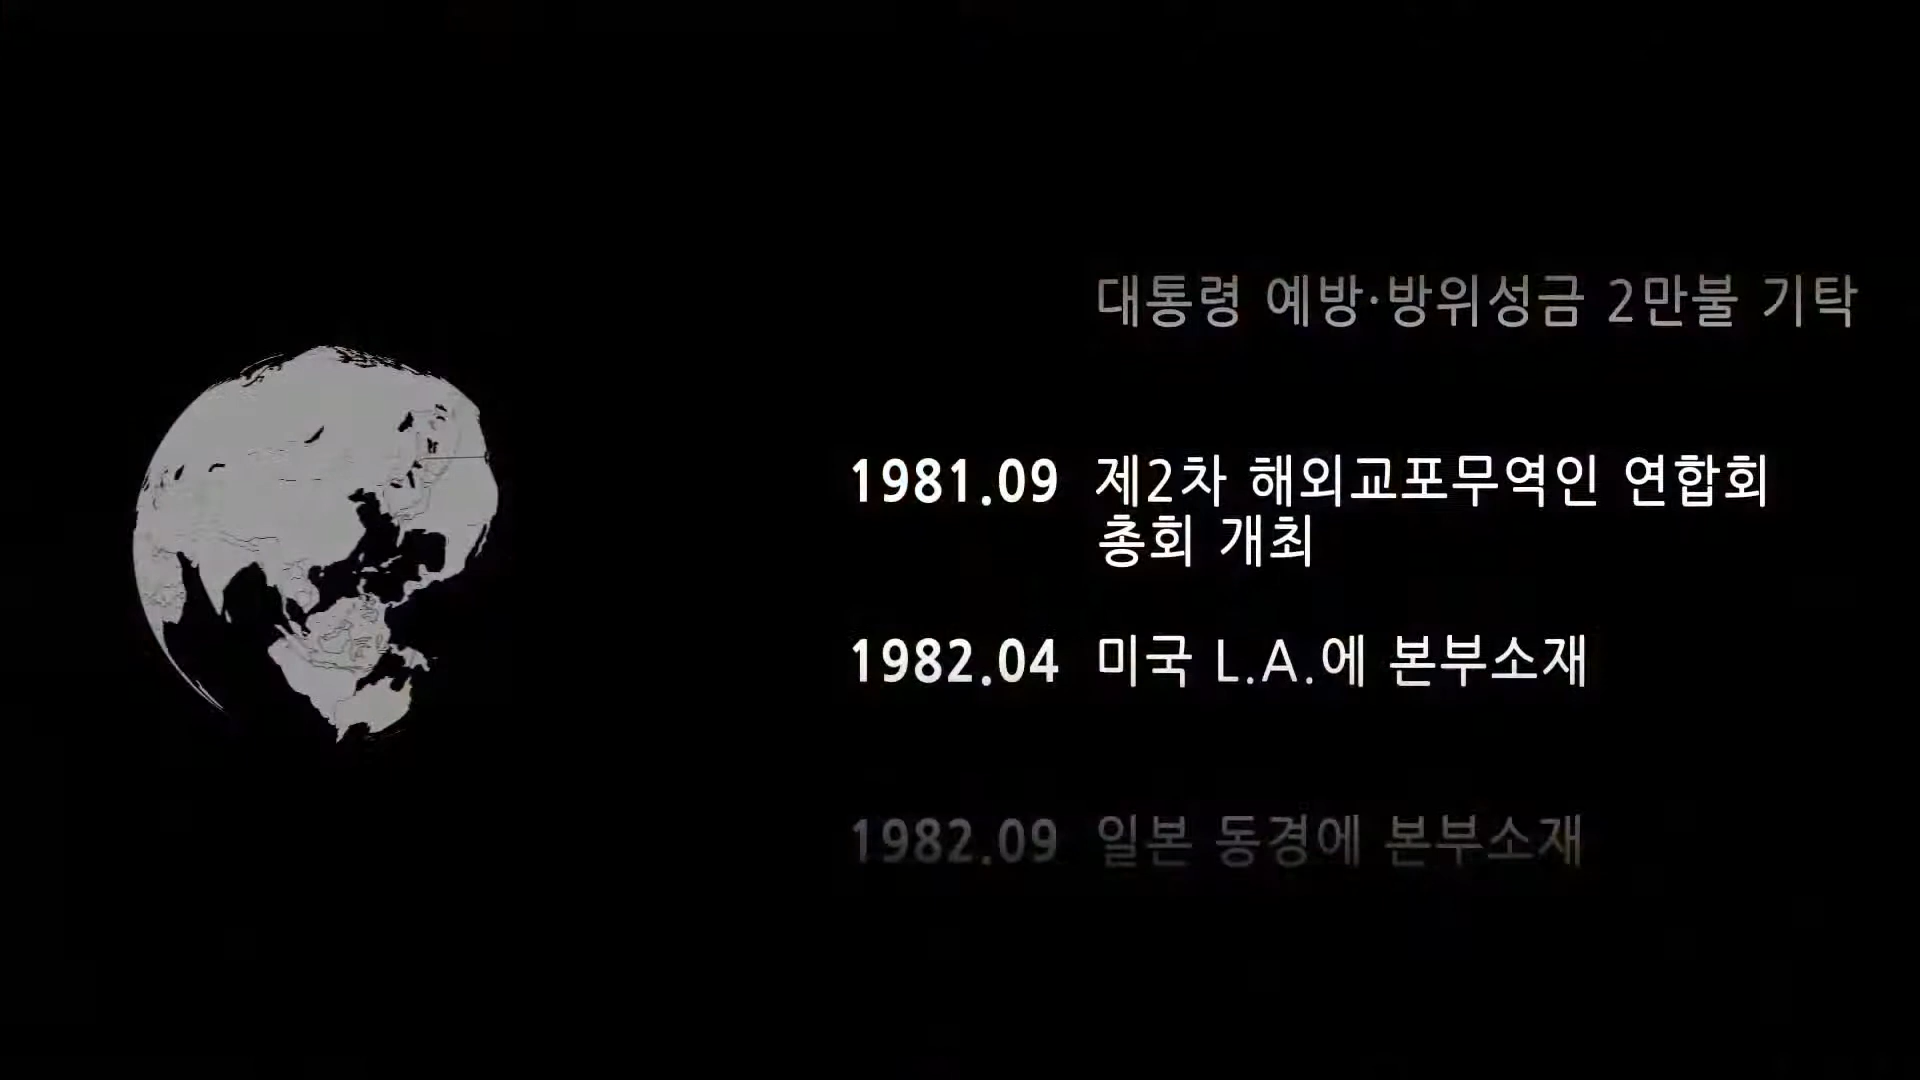 대통령 예방·방위성금 2만불 기탁
1981.09 제2차 해외교포무역인 연합회
총회 개최
1982.04 미국 L.A.에 본부소재
1982.09 일본 동경에 본부소재